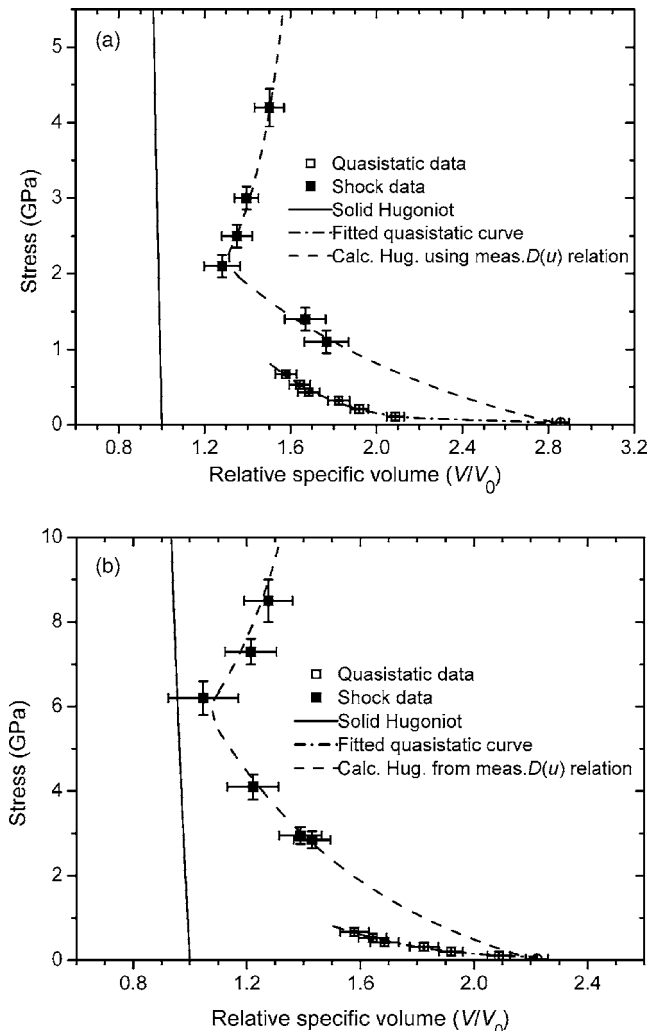 (a)
5
4
3
2
1
0
Stress (GPa)
Quasistatic data
Shock data
Solid Hugoniot
Fitted quasistatic curve
Calc. Hug. using meas.D(u) relation
0.8 1.2 1.6 2.0 2.4 2.8 3.2
Relative specific volume (V/V0)
(b)
10
8
6
4
2
0
Stress (GPa)
Quasistatic data
Shock data
Solid Hugoniot
Fitted quasistatic curve
Calc. Hug. from meas.D(u) relation
0.8 1.2 1.6 2.0 2.4
Relative specific volume (V/V0)